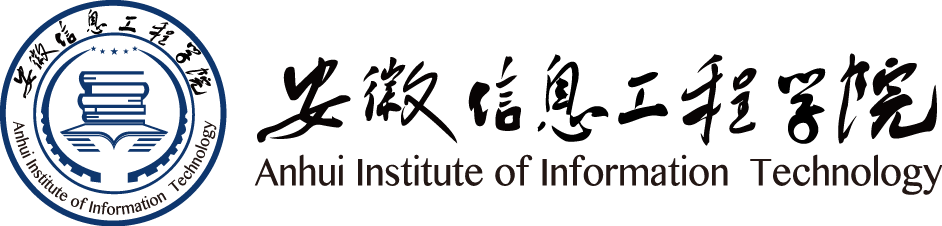 安徽信息工程学院
Anhui Institute of Information Technology
安徽信息工程学院
Anhui Institute of Information Technology